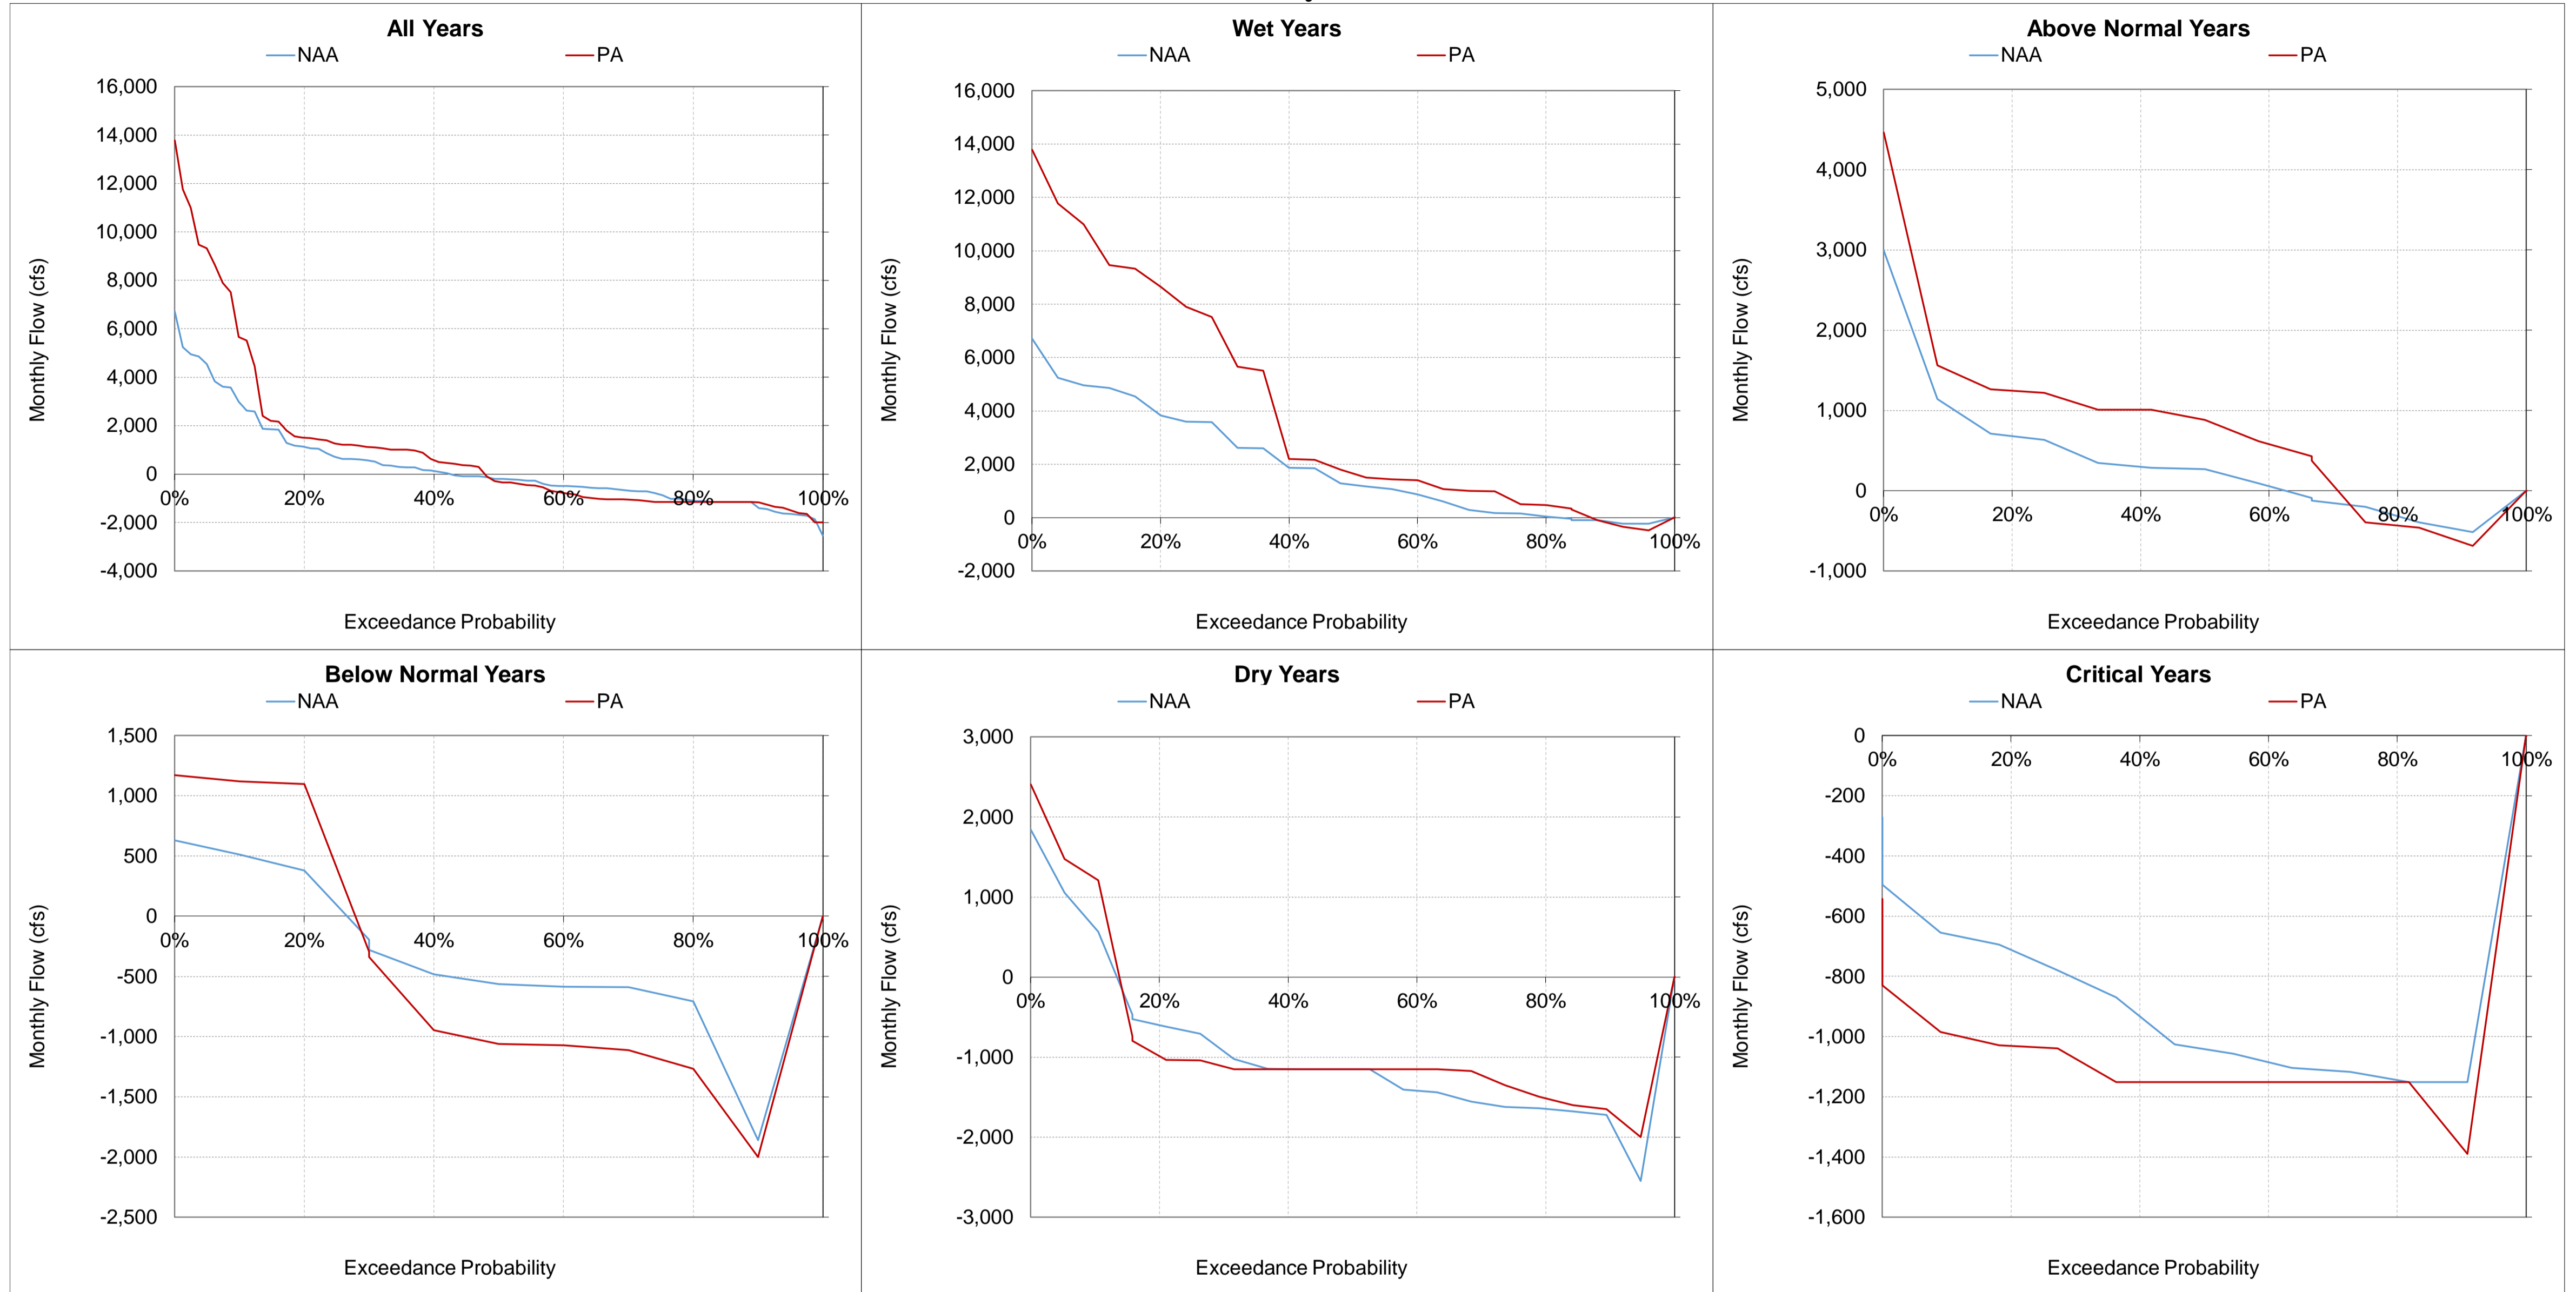 All Years
NAA PA
16,000
14,000
12,000
10,000
8,000
6,000
4,000
2,000
0
-2,000
-4,000
0% 20% 40% 60% 80% 100%
Monthly Flow (cfs)
Exceedance Probability
Wet Years
NAA PA
16,000
14,000
12,000
10,000
8,000
6,000
4,000
2,000
0
-2,000
0% 20% 40% 60% 80% 100%
Monthly Flow (cfs)
Exceedance Probability
Above Normal Years
NAA PA
5,000
4,000
3,000
2,000
1,000
0
-1,000
0% 20% 40% 60% 80% 100%
Monthly Flow (cfs)
Exceedance Probability
Below Normal Years
NAA PA
1,500
1,000
500
0
-500
-1,000
-1,500
-2,000
-2,500
0% 20% 40% 60% 80% 100%
Monthly Flow (cfs)
Exceedance Probability
Dry Years
NAA PA
3,000
2,000
1,000
0
-1,000
-2,000
-3,000
0% 20% 40% 60% 80% 100%
Monthly Flow (cfs)
Exceedance Probability
Critical Years
NAA PA
0
-200
-400
-600
-800
-1,000
-1,200
-1,400
-1,600
0% 20% 40% 60% 80% 100%
Monthly Flow (cfs)
Exceedance Probability